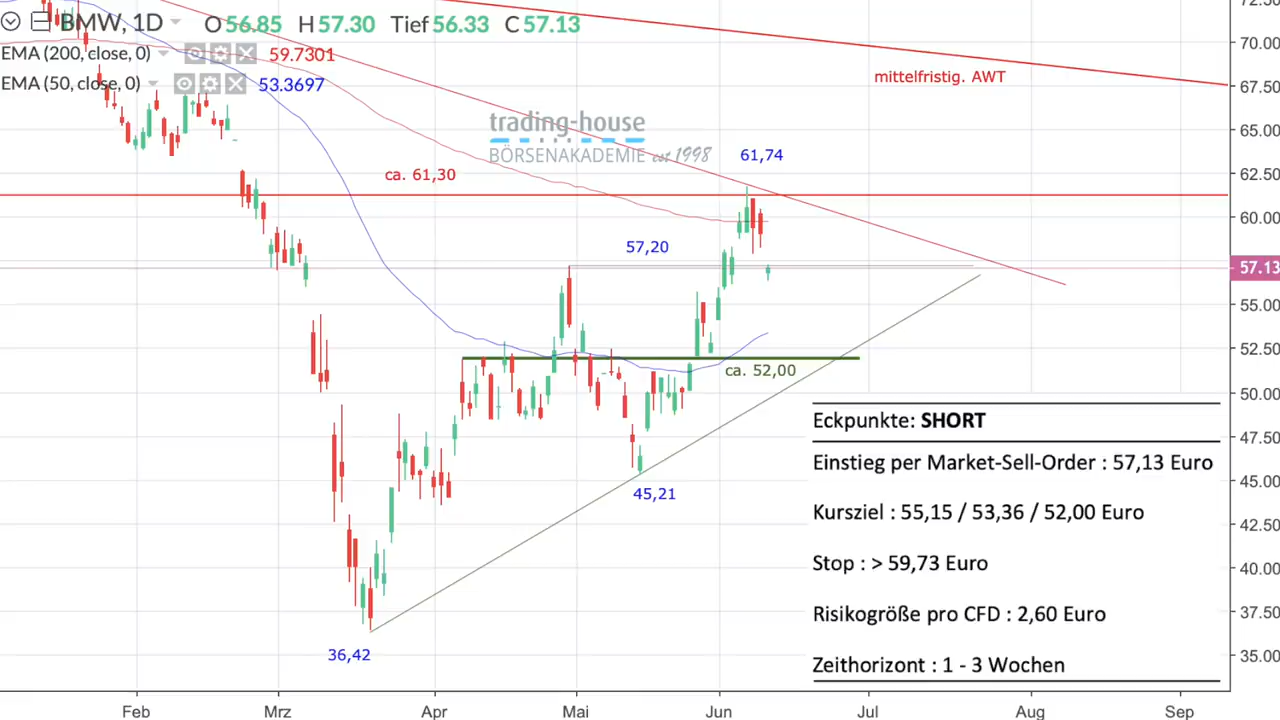 BMW, 1D O56.85 H57.30 Tief56.33 C57.13
EMA (200, close, 0) 59.7301
EMA (50, close, 0) 53.3697
72.50
70.00
67.50
65.00
62.50
60.00
57.13
55.00
52.50
50.00
47.50
45.00
42.50
40.00
37.50
35.00
mittelfristig. AWT
trading-house
BÖRSENAKADEMIE est 1998
61,74
ca. 61,30
57,20
ca. 52,00
45,21
36,42
Eckpunkte: SHORT
Einstieg per Market-Sell-Order : 57,13 Euro
Kursziel : 55,15 / 53,36 / 52,00 Euro
Stop : > 59,73 Euro
Risikogröße pro CFD : 2,60 Euro
Zeithorizont : 1 - 3 Wochen
Feb Mrz Apr Mai Jun Jul Aug Sep